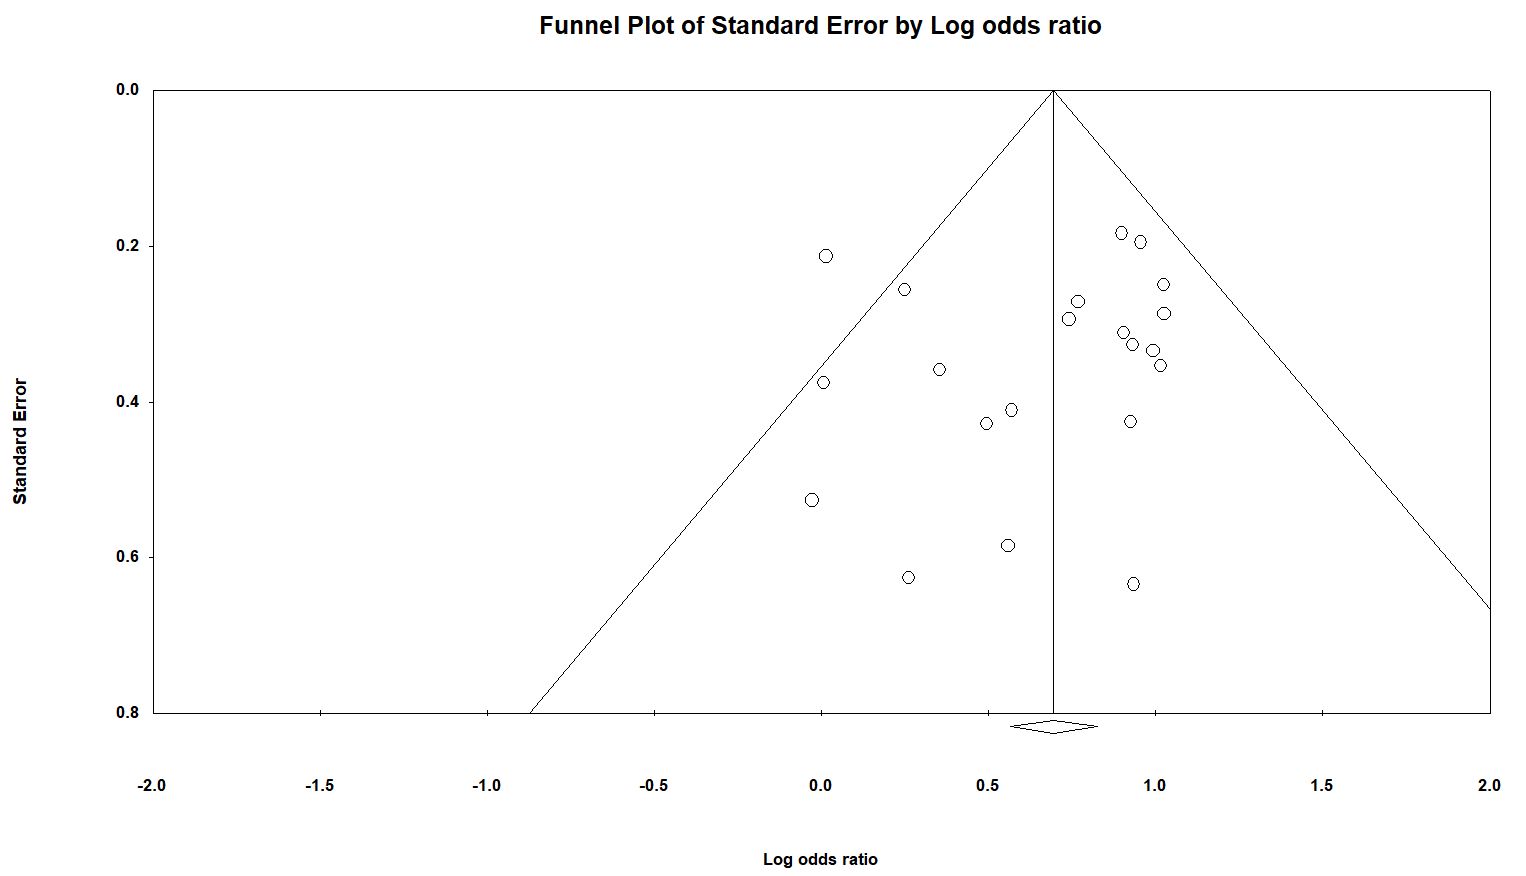 Funnel Plot of Standard Error by Log odds ratio
0.0
0.2
0.4
0.6
0.8
Standard Error
-2.0 -1.5 -1.0 -0.5 0.0 0.5 1.0 1.5 2.0
Log odds ratio